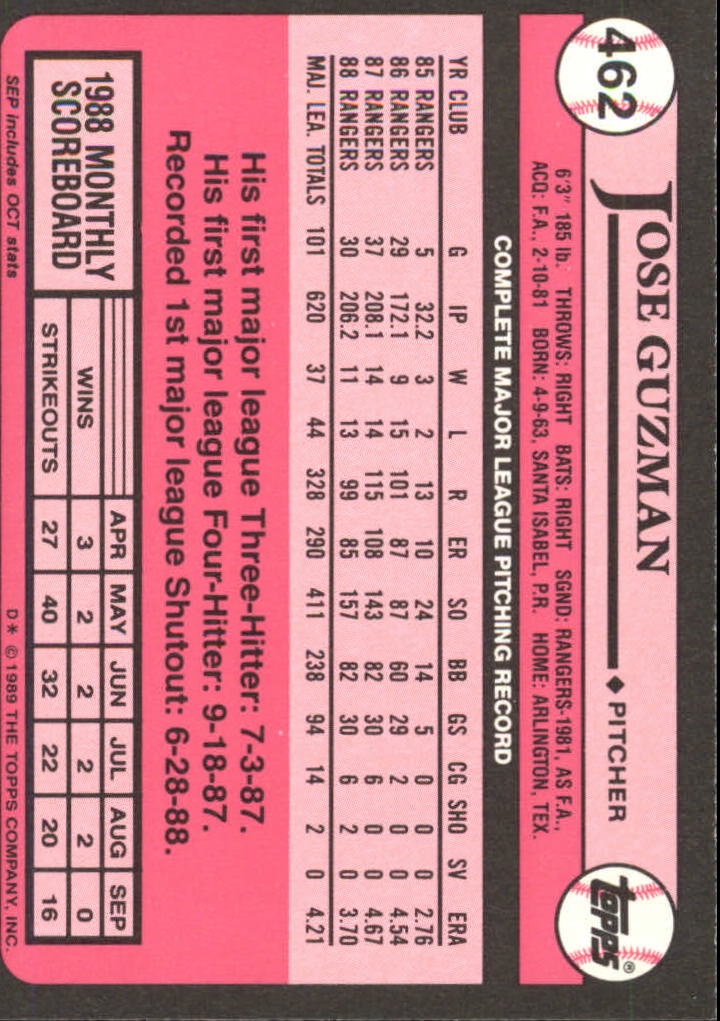 462
JOSE GUZMAN ♦ PITCHER
topps®
6'3" 185 lb. THROWS: RIGHT BATS: RIGHT SGND: RANGERS-1981, AS F.A.,
ACQ: F.A., 2-10-81 BORN: 4-9-63, SANTA ISABEL, P.R. HOME: ARLINGTON, TEX.
COMPLETE MAJOR LEAGUE PITCHING RECORD
YR CLUB G IP W L R ER SO BB GS CG SHO SV ERA
85 RANGERS 5 32.2 3 2 13 10 24 14 5 0 0 0 2.76
86 RANGERS 29 172.1 9 15 101 87 87 60 29 2 0 0 4.54
87 RANGERS 37 208.1 14 14 115 108 143 82 30 6 0 0 4.67
88 RANGERS 30 206.2 11 13 99 85 157 82 30 6 2 0 3.70
MAJ. LEA. TOTALS 101 620 37 44 328 290 411 238 94 14 2 0 4.21
His first major league Three-Hitter: 7-3-87.
His first major league Four-Hitter: 9-18-87.
Recorded 1st major league Shutout: 6-28-88.
1988 MONTHLY
SCOREBOARD
APR MAY JUN JUL AUG SEP
WINS 3 2 2 2 2 0
STRIKEOUTS 27 40 32 22 20 16
SEP includes OCT stats
D* © 1989 THE TOPPS COMPANY, INC.